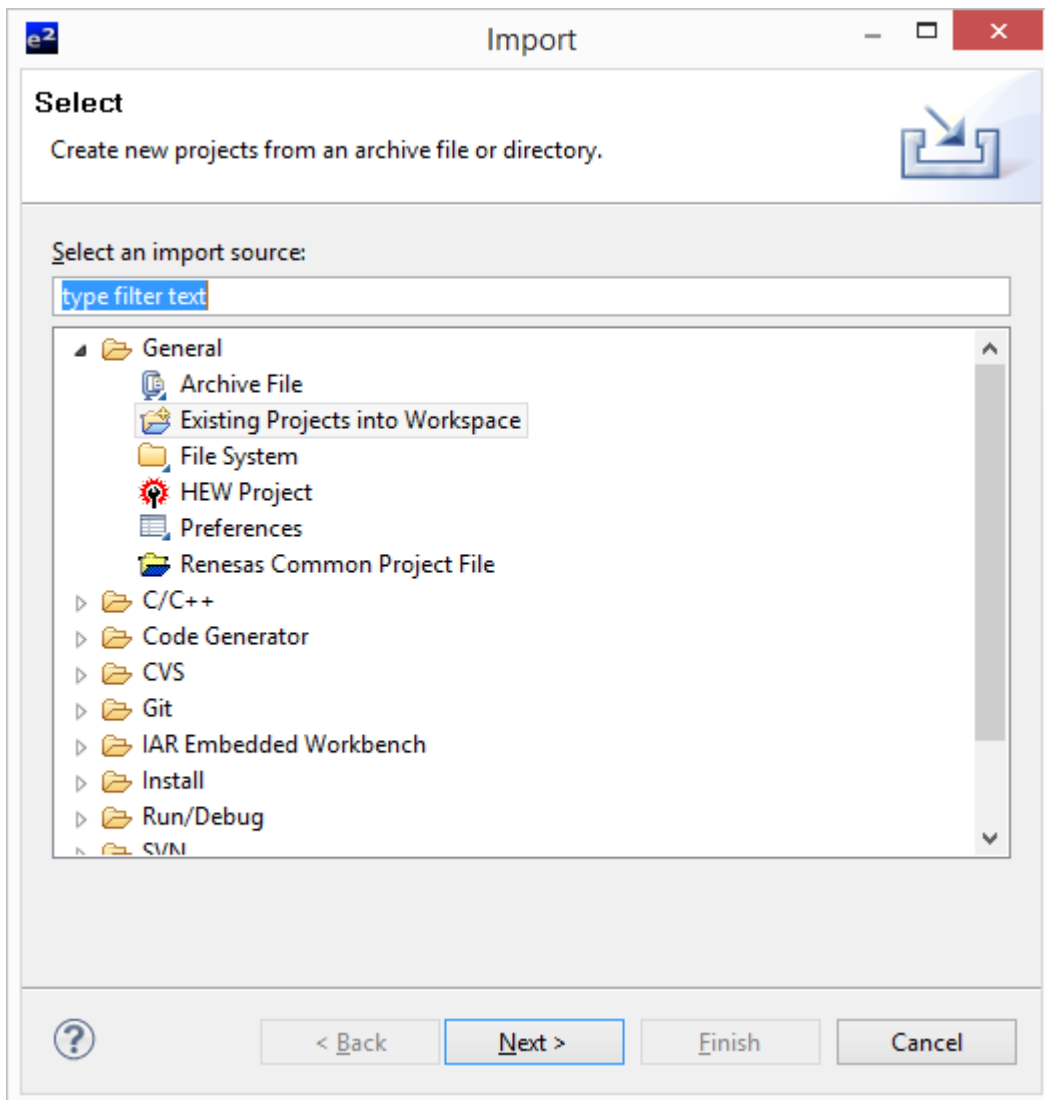 e²
Import
Select
Create new projects from an archive file or directory.
Select an import source:
type filter text
General
Archive File
Existing Projects into Workspace
File System
HEW Project
Preferences
Renesas Common Project File
C/C++
Code Generator
CVS
Git
IAR Embedded Workbench
Install
Run/Debug
SVN
?
< Back Next > Finish Cancel